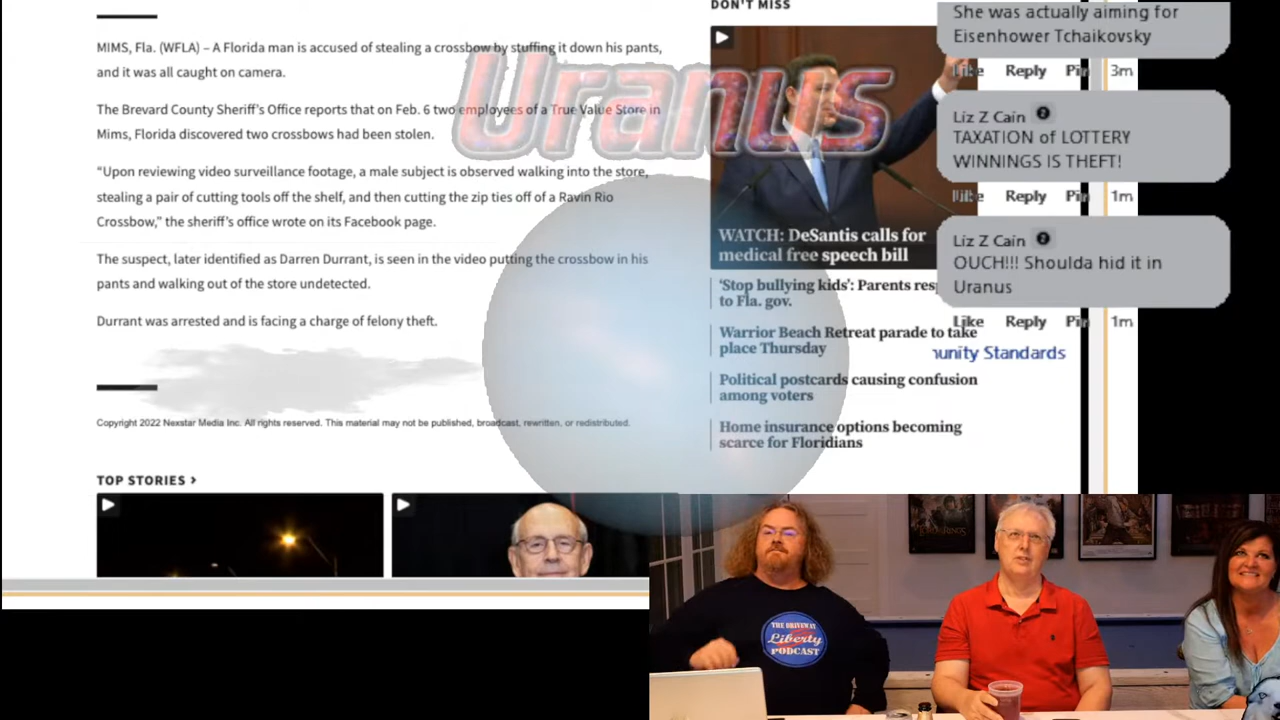 MIMS, Fla. (WFLA) – A Florida man is accused of stealing a crossbow by stuffing it down his pants,
and it was all caught on camera.
The Brevard County Sheriff's Office reports that on Feb. 6 two employees of a True Value Store in
Mims, Florida discovered two crossbows had been stolen.
“Upon reviewing video surveillance footage, a male subject is observed walking into the store,
stealing a pair of cutting tools off the shelf, and then cutting the zip ties off of a Ravin Rio
Crossbow,” the sheriff's office wrote on its Facebook page.
The suspect, later identified as Darren Durrant, is seen in the video putting the crossbow in his
pants and walking out of the store undetected.
Durrant was arrested and is facing a charge of felony theft.
Copyright 2022 Nexstar Media Inc. All rights reserved. This material may not be published, broadcast, rewritten, or redistributed.
TOP STORIES >
Uranus
DON'T MISS
WATCH: DeSantis calls for
medical free speech bill
‘Stop bullying kids’: Parents
to Fla. gov.
Warrior Beach Retreat parade to take
place Thursday
Political postcards causing confusion
among voters
Home insurance options becoming
scarce for Floridians
She was actually aiming for
Eisenhower Tchaikovsky
Like Reply Pin 3m
Liz Z Cain
TAXATION of LOTTERY
WINNINGS IS THEFT!
Like Reply Pin 1m
Liz Z Cain
OUCH!!! Shoulda hid it in
Uranus
Like Reply Pin 1m
unity Standards
THE DRIVEWAY
Liberty
PODCAST